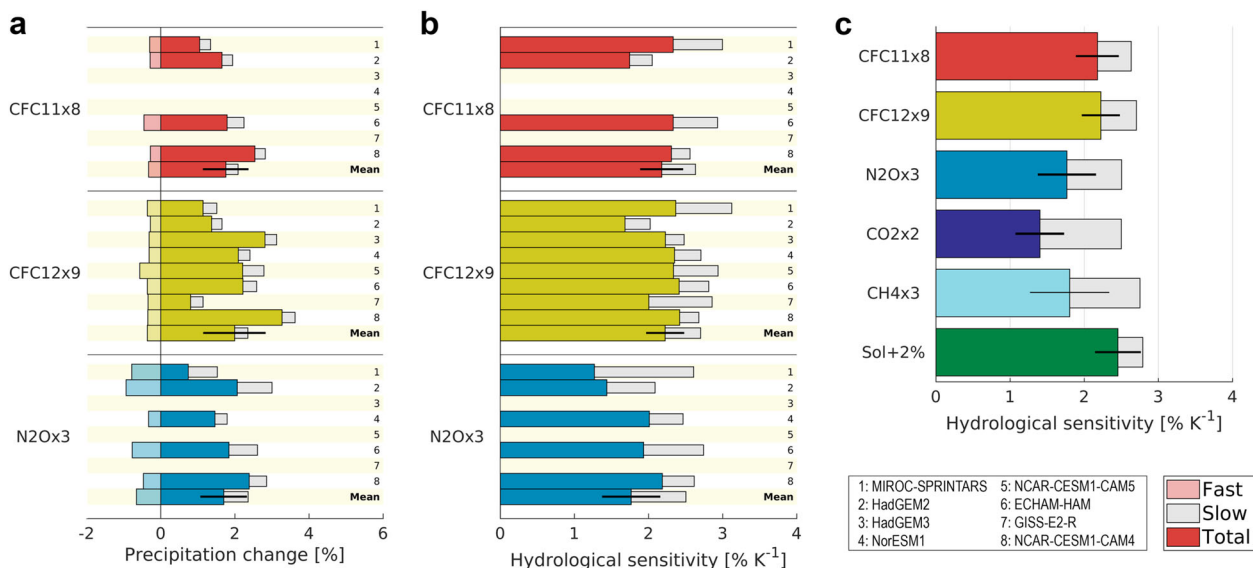 a
b
c
CFC11x8
1
2
3
4
5
6
7
8
Mean
CFC12x9
1
2
3
4
5
6
7
8
Mean
N2Ox3
1
2
3
4
5
6
7
8
Mean
-2 0 2 4 6
Precipitation change [%]
CFC11x8
1
2
3
4
5
6
7
8
Mean
CFC12x9
1
2
3
4
5
6
7
8
Mean
N2Ox3
1
2
3
4
5
6
7
8
Mean
0 1 2 3 4
Hydrological sensitivity [% K⁻¹]
CFC11x8
CFC12x9
N2Ox3
CO2x2
CH4x3
Sol+2%
0 1 2 3 4
Hydrological sensitivity [% K⁻¹]
1: MIROC-SPRINTARS 5: NCAR-CESM1-CAM5
2: HadGEM2 6: ECHAM-HAM
3: HadGEM3 7: GISS-E2-R
4: NorESM1 8: NCAR-CESM1-CAM4
Fast
Slow
Total